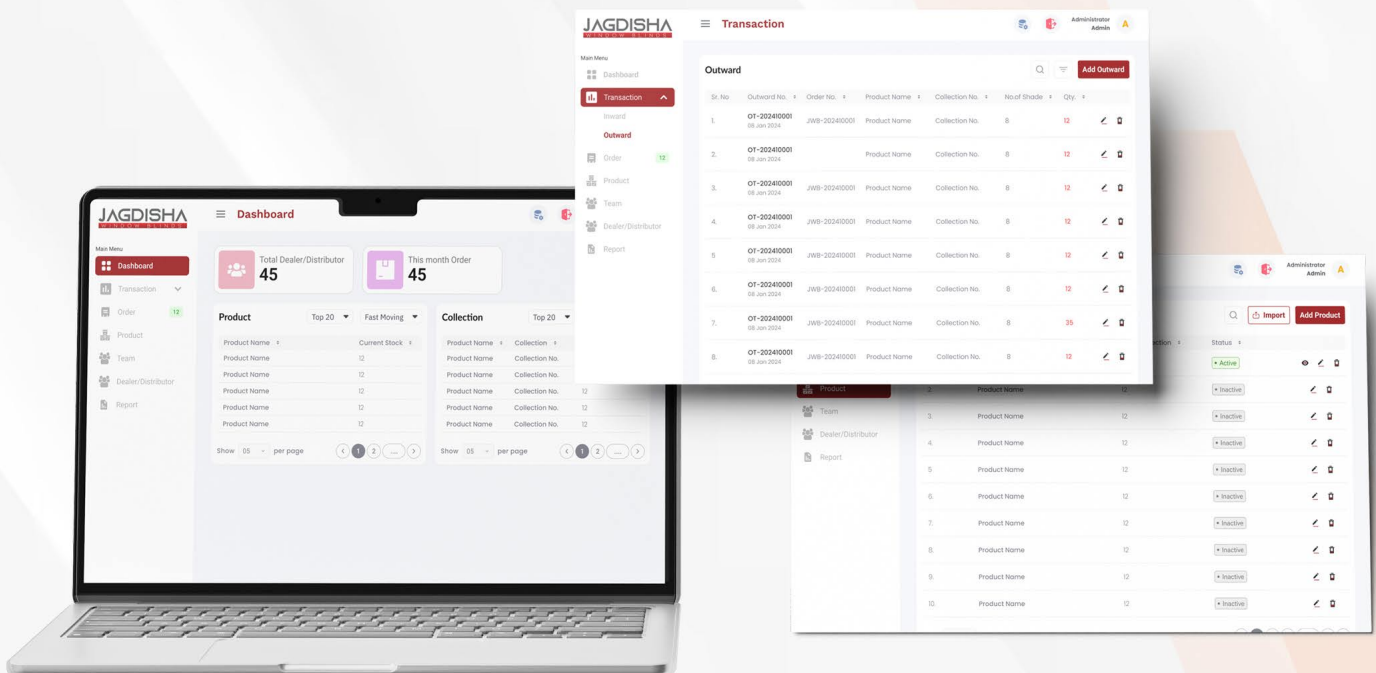 JAGDISHA
WINDOW BLINDS
Transaction
Administrator
Admin
A
Main Menu
Dashboard
Transaction
Inward
Outward
Order 12
Product
Team
Dealer/Distributor
Report
Outward
Add Outward
Sr. No Outward No. Order No. Product Name Collection No. No.of Shade Qty.
1. OT-202410001 JWB-202410001 Product Name Collection No. 8 12
08 Jan 2024
2. OT-202410001 Product Name Collection No. 8 12
08 Jan 2024
3. OT-202410001 JWB-202410001 Product Name Collection No. 8 12
08 Jan 2024
4. OT-202410001 JWB-202410001 Product Name Collection No. 8 12
08 Jan 2024
5 OT-202410001 JWB-202410001 Product Name Collection No. 8 12
08 Jan 2024
6. OT-202410001 JWB-202410001 Product Name Collection No. 8 12
08 Jan 2024
7. OT-202410001 JWB-202410001 Product Name Collection No. 8 25
08 Jan 2024
8. OT-202410001 JWB-202410001 Product Name Collection No. 8 12
08 Jan 2024
JAGDISHA
WINDOW BLINDS
Dashboard
Main Menu
Dashboard
Transaction
Order 12
Product
Team
Dealer/Distributor
Report
Total Dealer/Distributor
45
This month Order
45
Product Top 20 Fast Moving
Product Name Current Stock
Product Name 12
Product Name 12
Product Name 12
Product Name 12
Product Name 12
Show 05 per page 1 2 ....
Collection Top 20
Product Name Collection
Product Name Collection No.
Product Name Collection No.
Product Name Collection No. 12
Product Name Collection No. 12
Product Name Collection No. 12
Show 05 per page 1 2 ....
Administrator
Admin
A
Import
Add Product
Status
Active
Product
Team
Dealer/Distributor
Report
2. Product Name 12 Inactive
3. Product Name 12 Inactive
4. Product Name 12 Inactive
5 Product Name 12 Inactive
6. Product Name 12 Inactive
7. Product Name 12 Inactive
8. Product Name 12 Inactive
9. Product Name 12 Inactive
10. Product Name 12 Inactive